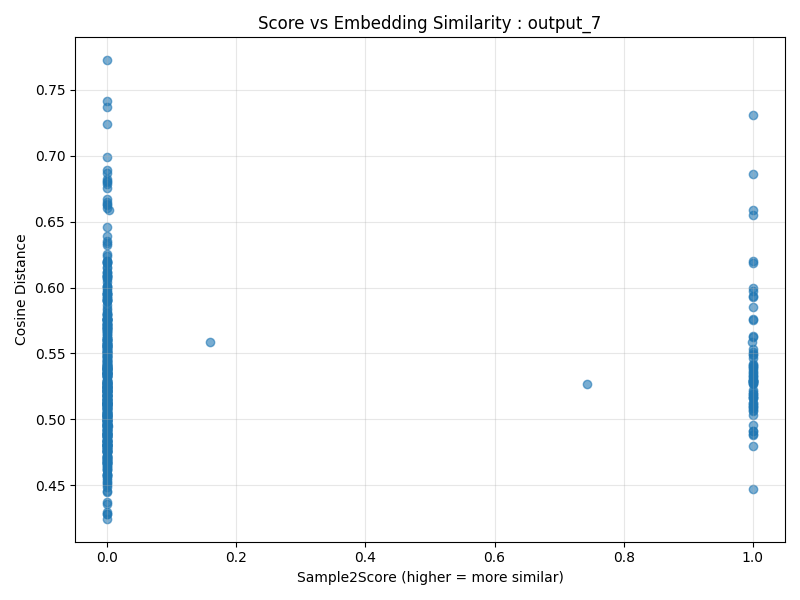 Score vs Embedding Similarity : output_7
Cosine Distance
0.75
0.70
0.65
0.60
0.55
0.50
0.45
0.0 0.2 0.4 0.6 0.8 1.0
Sample2Score (higher = more similar)